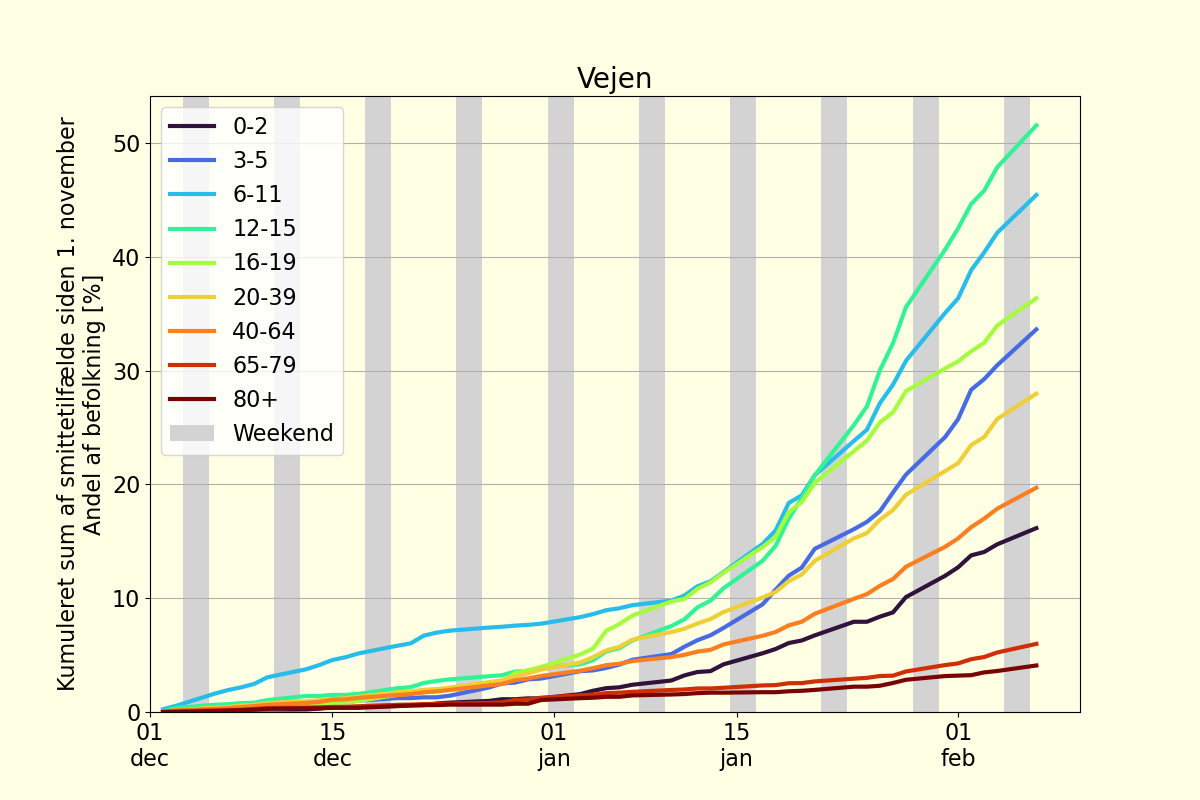 Vejen
Kumuleret sum af smittetilfælde siden 1. november
Andel af befolkning [%]
50
40
30
20
10
0
0-2
3-5
6-11
12-15
16-19
20-39
40-64
65-79
80+
Weekend
01 15 01 15 01
dec dec jan jan feb